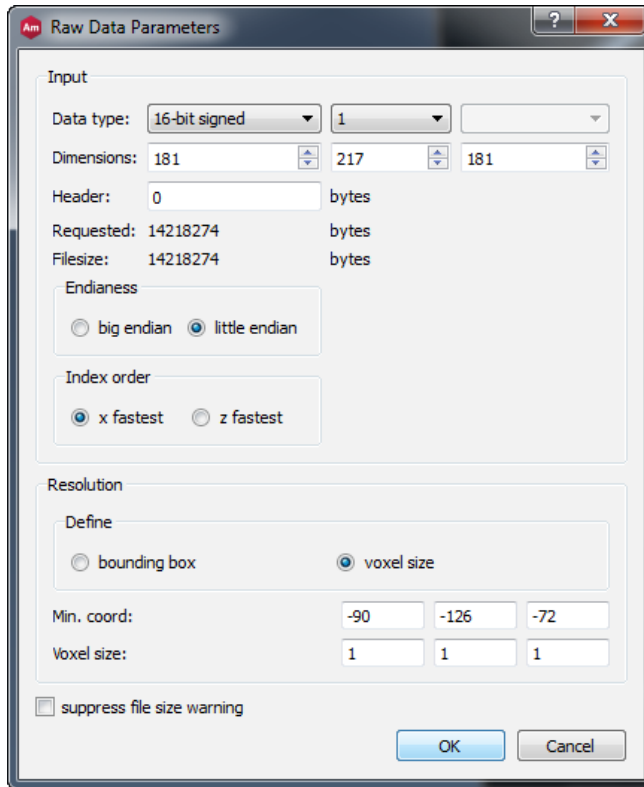 Am Raw Data Parameters ? X
Input
Data type: 16-bit signed 1
Dimensions: 181 217 181
Header: 0 bytes
Requested: 14218274 bytes
Filesize: 14218274 bytes
Endianess
big endian little endian
Index order
x fastest z fastest
Resolution
Define
bounding box voxel size
Min. coord: -90 -126 -72
Voxel size: 1 1 1
suppress file size warning
OK Cancel